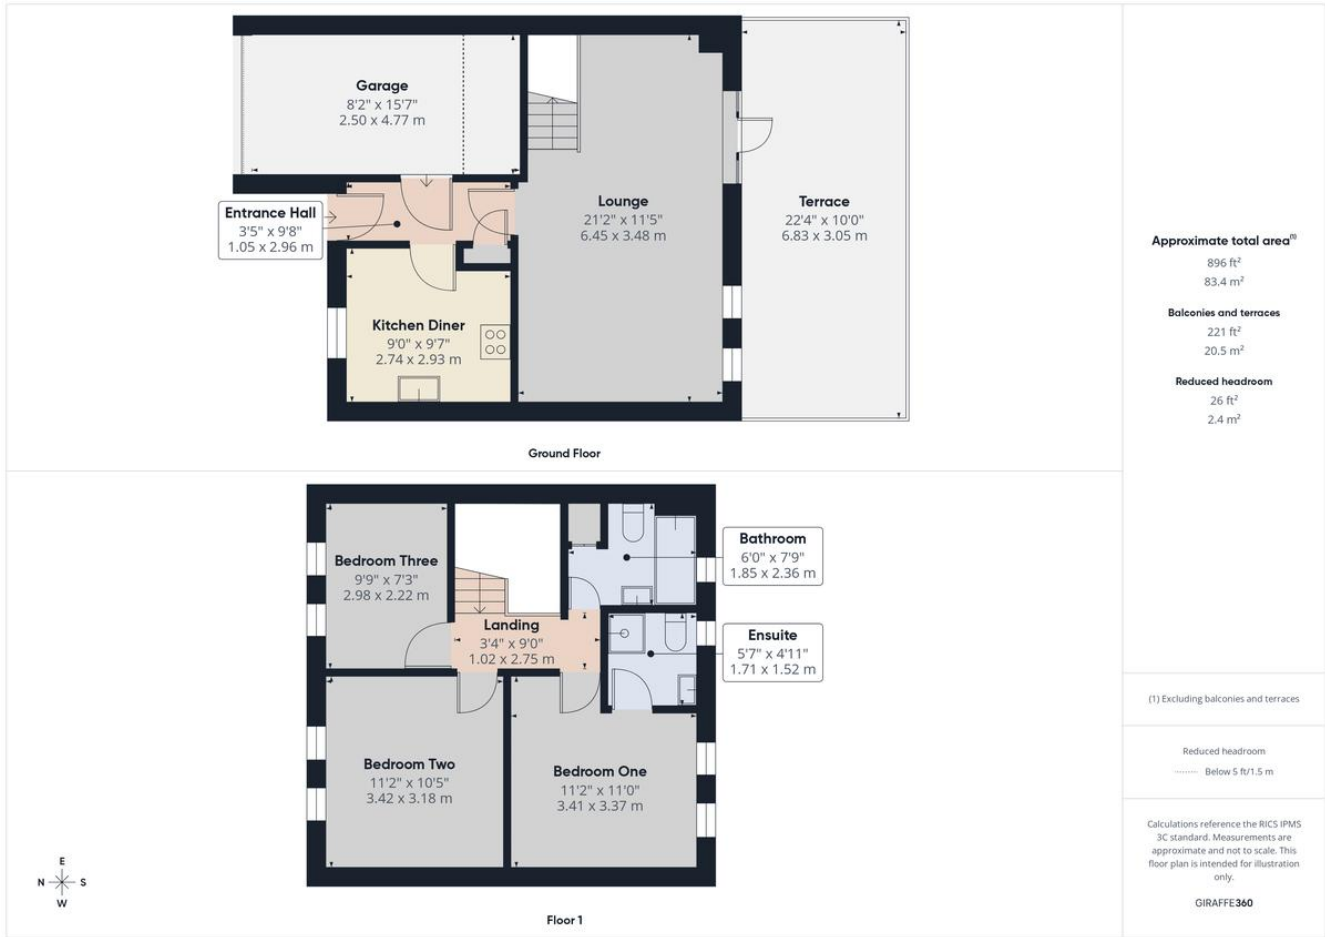 Garage
8'2" x 15'7"
2.50 x 4.77 m
Entrance Hall
3'5" x 9'8"
1.05 x 2.96 m
Kitchen Diner
9'0" x 9'7"
2.74 x 2.93 m
Lounge
21'2" x 11'5"
6.45 x 3.48 m
Terrace
22'4" x 10'0"
6.83 x 3.05 m
Ground Floor
Bedroom Three
9'9" x 7'3"
2.98 x 2.22 m
Landing
3'4" x 9'0"
1.02 x 2.75 m
Bathroom
6'0" x 7'9"
1.85 x 2.36 m
Ensuite
5'7" x 4'11"
1.71 x 1.52 m
Bedroom Two
11'2" x 10'5"
3.42 x 3.18 m
Bedroom One
11'2" x 11'0"
3.41 x 3.37 m
E
N S
W
Floor 1
Approximate total area(1)
896 ft²
83.4 m²
Balconies and terraces
221 ft²
20.5 m²
Reduced headroom
26 ft²
2.4 m²
(1) Excluding balconies and terraces
Reduced headroom
Below 5 ft/1.5 m
Calculations reference the RICS IPMS
3C standard. Measurements are
approximate and not to scale. This
floor plan is intended for illustration
only.
GIRAFFE360